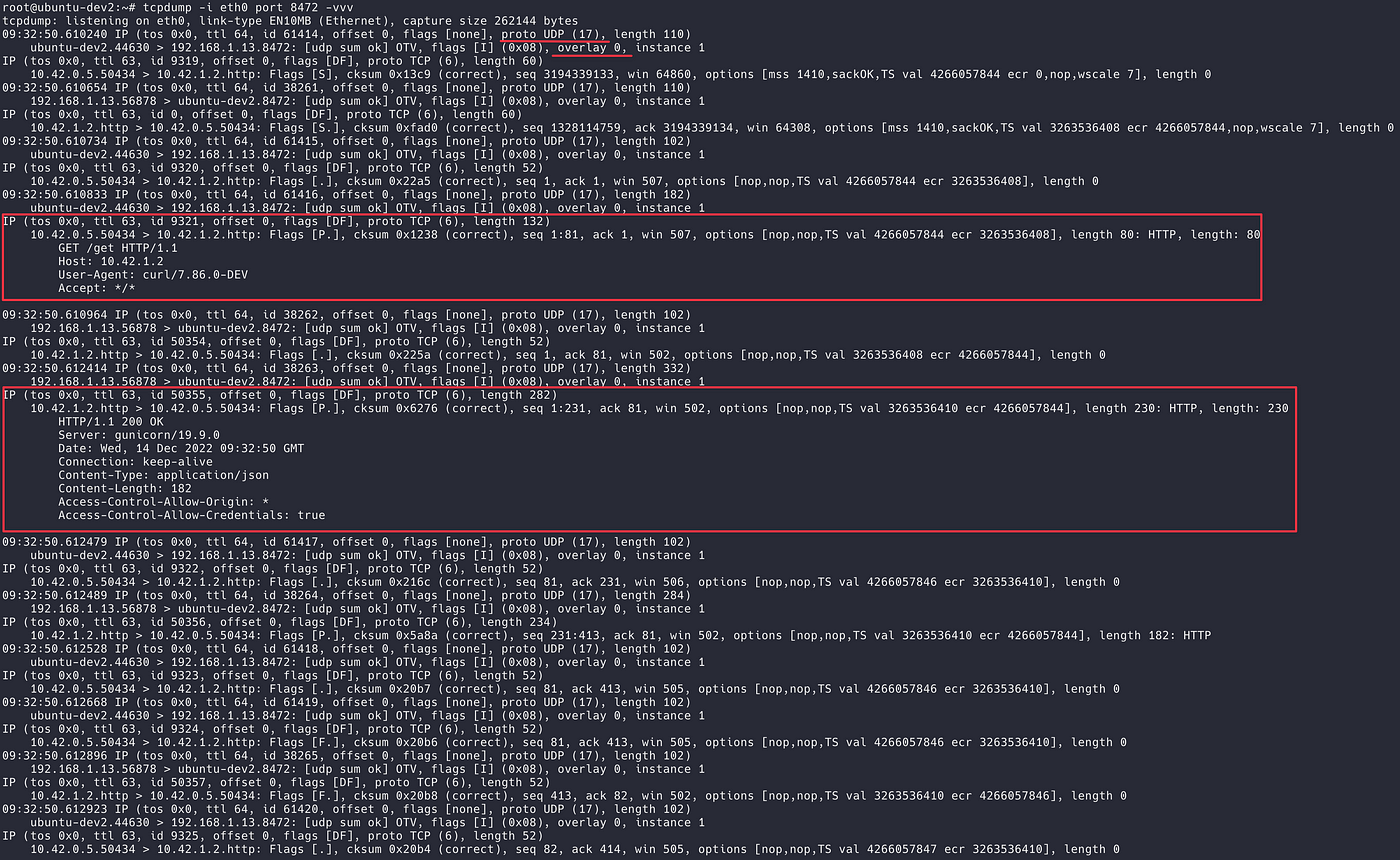 root@ubuntu-dev2:~# tcpdump -i eth0 port 8472 -vvv
tcpdump: listening on eth0, link-type EN10MB (Ethernet), capture size 262144 bytes
09:32:50.610240 IP (tos 0x0, ttl 64, id 61414, offset 0, flags [none], proto UDP (17), length 110)
    ubuntu-dev2.44630 > 192.168.1.13.8472: [udp sum ok] OTV, flags [I] (0x08), overlay 0, instance 1
IP (tos 0x0, ttl 63, id 9319, offset 0, flags [DF], proto TCP (6), length 60)
    10.42.0.5.50434 > 10.42.1.2.http: Flags [S], cksum 0x13c9 (correct), seq 3194339133, win 64860, options [mss 1410,sackOK,TS val 4266057844 ecr 0,nop,wscale 7], length 0
09:32:50.610654 IP (tos 0x0, ttl 64, id 38261, offset 0, flags [none], proto UDP (17), length 110)
    192.168.1.13.56878 > ubuntu-dev2.8472: [udp sum ok] OTV, flags [I] (0x08), overlay 0, instance 1
IP (tos 0x0, ttl 63, id 0, offset 0, flags [DF], proto TCP (6), length 60)
    10.42.1.2.http > 10.42.0.5.50434: Flags [S.], cksum 0xfad0 (correct), seq 1328114759, ack 3194339134, win 64308, options [mss 1410,sackOK,TS val 3263536408 ecr 4266057844,nop,wscale 7], length 0
09:32:50.610734 IP (tos 0x0, ttl 64, id 61415, offset 0, flags [none], proto UDP (17), length 102)
    ubuntu-dev2.44630 > 192.168.1.13.8472: [udp sum ok] OTV, flags [I] (0x08), overlay 0, instance 1
IP (tos 0x0, ttl 63, id 9320, offset 0, flags [DF], proto TCP (6), length 52)
    10.42.0.5.50434 > 10.42.1.2.http: Flags [.], cksum 0x22a5 (correct), seq 1, ack 1, win 507, options [nop,nop,TS val 4266057844 ecr 3263536408], length 0
09:32:50.610833 IP (tos 0x0, ttl 64, id 61416, offset 0, flags [none], proto UDP (17), length 182)
    ubuntu-dev2.44630 > 192.168.1.13.8472: [udp sum ok] OTV, flags [I] (0x08), overlay 0, instance 1
IP (tos 0x0, ttl 63, id 9321, offset 0, flags [DF], proto TCP (6), length 132)
    10.42.0.5.50434 > 10.42.1.2.http: Flags [P.], cksum 0x1238 (correct), seq 1:81, ack 1, win 507, options [nop,nop,TS val 4266057844 ecr 3263536408], length 80: HTTP, length: 80
        GET /get HTTP/1.1
        Host: 10.42.1.2
        User-Agent: curl/7.86.0-DEV
        Accept: */*
09:32:50.610964 IP (tos 0x0, ttl 64, id 38262, offset 0, flags [none], proto UDP (17), length 102)
    192.168.1.13.56878 > ubuntu-dev2.8472: [udp sum ok] OTV, flags [I] (0x08), overlay 0, instance 1
IP (tos 0x0, ttl 63, id 50354, offset 0, flags [DF], proto TCP (6), length 52)
    10.42.1.2.http > 10.42.0.5.50434: Flags [.], cksum 0x225a (correct), seq 1, ack 81, win 502, options [nop,nop,TS val 3263536408 ecr 4266057844], length 0
09:32:50.612414 IP (tos 0x0, ttl 64, id 38263, offset 0, flags [none], proto UDP (17), length 332)
    192.168.1.13.56878 > ubuntu-dev2.8472: [udp sum ok] OTV, flags [I] (0x08), overlay 0, instance 1
IP (tos 0x0, ttl 63, id 50355, offset 0, flags [DF], proto TCP (6), length 282)
    10.42.1.2.http > 10.42.0.5.50434: Flags [P.], cksum 0x6276 (correct), seq 1:231, ack 81, win 502, options [nop,nop,TS val 3263536410 ecr 4266057844], length 230: HTTP, length: 230
        HTTP/1.1 200 OK
        Server: gunicorn/19.9.0
        Date: Wed, 14 Dec 2022 09:32:50 GMT
        Connection: keep-alive
        Content-Type: application/json
        Content-Length: 182
        Access-Control-Allow-Origin: *
        Access-Control-Allow-Credentials: true
09:32:50.612479 IP (tos 0x0, ttl 64, id 61417, offset 0, flags [none], proto UDP (17), length 102)
    ubuntu-dev2.44630 > 192.168.1.13.8472: [udp sum ok] OTV, flags [I] (0x08), overlay 0, instance 1
IP (tos 0x0, ttl 63, id 9322, offset 0, flags [DF], proto TCP (6), length 52)
    10.42.0.5.50434 > 10.42.1.2.http: Flags [.], cksum 0x216c (correct), seq 81, ack 231, win 506, options [nop,nop,TS val 4266057846 ecr 3263536410], length 0
09:32:50.612489 IP (tos 0x0, ttl 64, id 38264, offset 0, flags [none], proto UDP (17), length 284)
    192.168.1.13.56878 > ubuntu-dev2.8472: [udp sum ok] OTV, flags [I] (0x08), overlay 0, instance 1
IP (tos 0x0, ttl 63, id 50356, offset 0, flags [DF], proto TCP (6), length 234)
    10.42.1.2.http > 10.42.0.5.50434: Flags [P.], cksum 0x5a8a (correct), seq 231:413, ack 81, win 502, options [nop,nop,TS val 3263536410 ecr 4266057844], length 182: HTTP
09:32:50.612528 IP (tos 0x0, ttl 64, id 61418, offset 0, flags [none], proto UDP (17), length 102)
    ubuntu-dev2.44630 > 192.168.1.13.8472: [udp sum ok] OTV, flags [I] (0x08), overlay 0, instance 1
IP (tos 0x0, ttl 63, id 9323, offset 0, flags [DF], proto TCP (6), length 52)
    10.42.0.5.50434 > 10.42.1.2.http: Flags [.], cksum 0x20b7 (correct), seq 81, ack 413, win 505, options [nop,nop,TS val 4266057846 ecr 3263536410], length 0
09:32:50.612668 IP (tos 0x0, ttl 64, id 61419, offset 0, flags [none], proto UDP (17), length 102)
    ubuntu-dev2.44630 > 192.168.1.13.8472: [udp sum ok] OTV, flags [I] (0x08), overlay 0, instance 1
IP (tos 0x0, ttl 63, id 9324, offset 0, flags [DF], proto TCP (6), length 52)
    10.42.0.5.50434 > 10.42.1.2.http: Flags [F.], cksum 0x20b6 (correct), seq 81, ack 413, win 505, options [nop,nop,TS val 4266057846 ecr 3263536410], length 0
09:32:50.612896 IP (tos 0x0, ttl 64, id 38265, offset 0, flags [none], proto UDP (17), length 102)
    192.168.1.13.56878 > ubuntu-dev2.8472: [udp sum ok] OTV, flags [I] (0x08), overlay 0, instance 1
IP (tos 0x0, ttl 63, id 50357, offset 0, flags [DF], proto TCP (6), length 52)
    10.42.1.2.http > 10.42.0.5.50434: Flags [F.], cksum 0x20b8 (correct), seq 413, ack 82, win 502, options [nop,nop,TS val 3263536410 ecr 4266057846], length 0
09:32:50.612923 IP (tos 0x0, ttl 64, id 61420, offset 0, flags [none], proto UDP (17), length 102)
    ubuntu-dev2.44630 > 192.168.1.13.8472: [udp sum ok] OTV, flags [I] (0x08), overlay 0, instance 1
IP (tos 0x0, ttl 63, id 9325, offset 0, flags [DF], proto TCP (6), length 52)
    10.42.0.5.50434 > 10.42.1.2.http: Flags [.], cksum 0x20b4 (correct), seq 82, ack 414, win 505, options [nop,nop,TS val 4266057847 ecr 3263536410], length 0